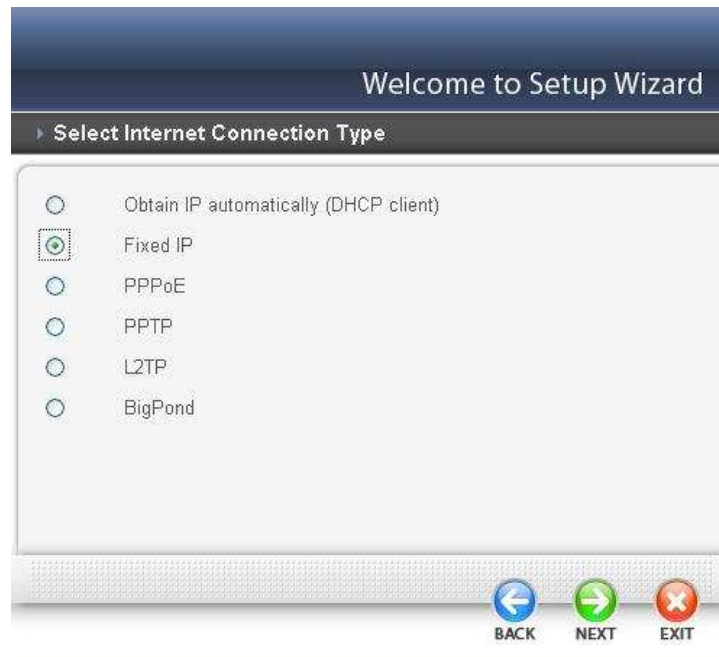 Welcome to Setup Wizard
Select Internet Connection Type
Obtain IP automatically (DHCP client)
Fixed IP
PPPoE
PPTP
L2TP
BigPond
BACK NEXT EXIT